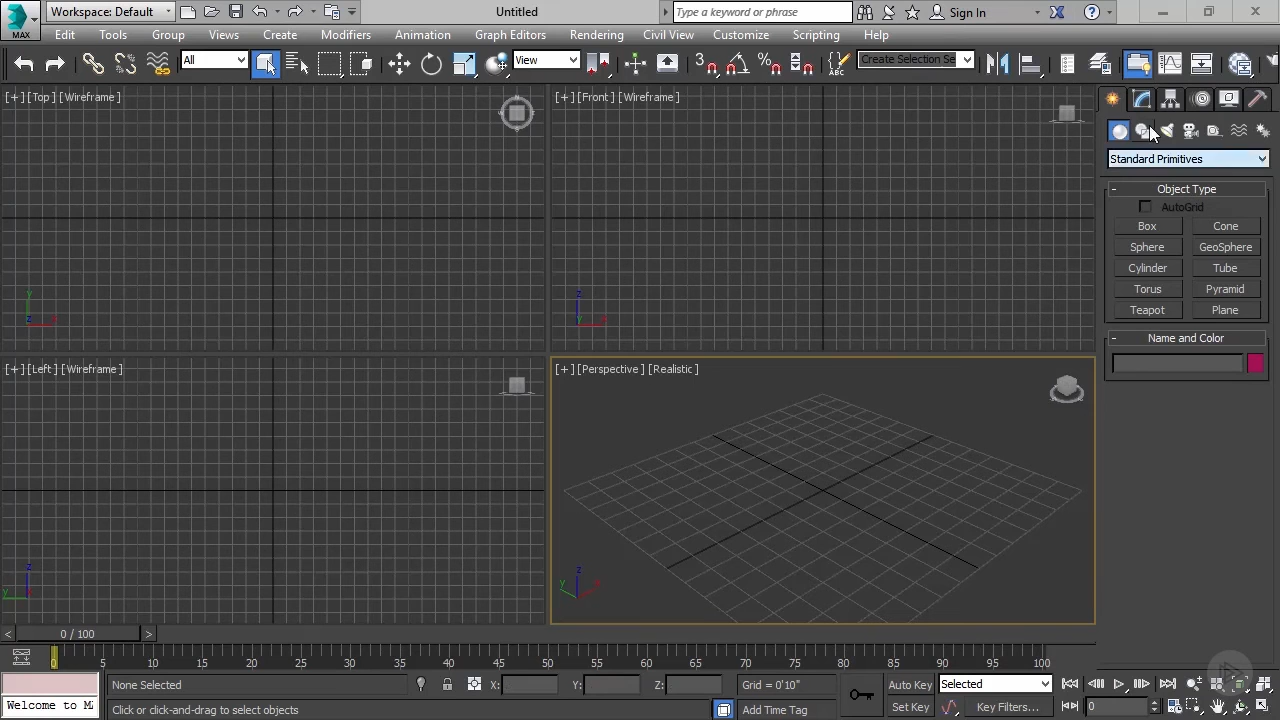 MAX
Workspace: Default
Untitled
Type a keyword or phrase
Sign In
Edit Tools Group Views Create Modifiers Animation Graph Editors Rendering Civil View Customize Scripting Help
All
View
3
%
ABC
Create Selection Se
[+] [Top] [Wireframe]
[+] [Front] [Wireframe]
Standard Primitives
- Object Type
AutoGrid
Box Cone
Sphere GeoSphere
Cylinder Tube
Torus Pyramid
Teapot Plane
- Name and Color
y
z x
z
y x
[+] [Left] [Wireframe]
[+] [Perspective] [Realistic]
z
y
z
y x
< 0 / 100 >
0 5 10 15 20 25 30 35 40 45 50 55 60 65 70 75 80 85 90 95 100
None Selected
X: Y: Z:
Grid = 0'10"
Auto Key
Selected
Welcome to MA
Click or click-and-drag to select objects
Add Time Tag
Set Key
Key Filters...
0